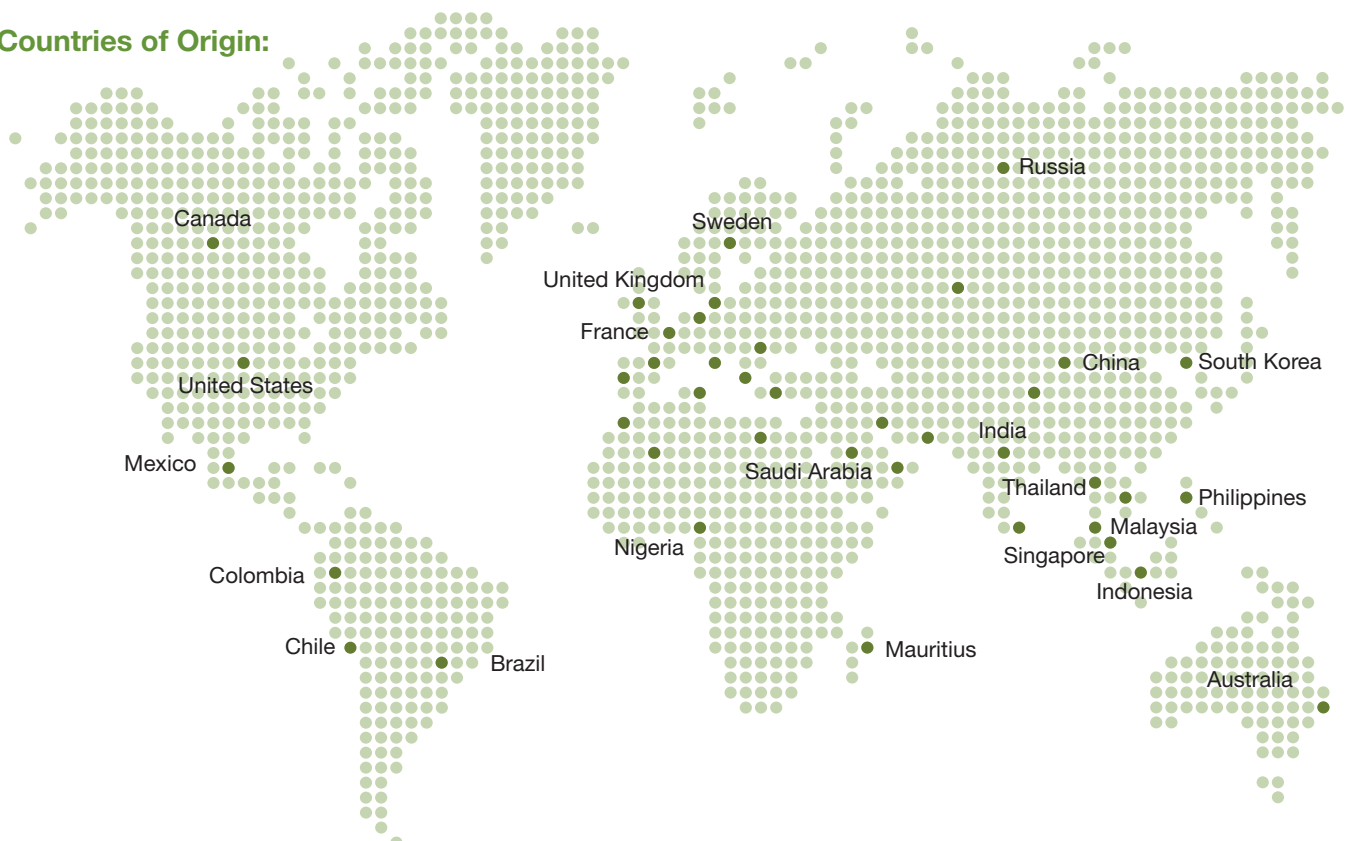 Countries of Origin:
Russia
Canada
Sweden
United Kingdom
France
China
South Korea
United States
India
Mexico
Saudi Arabia
Thailand
Philippines
Malaysia
Nigeria
Singapore
Colombia
Indonesia
Chile
Mauritius
Brazil
Australia